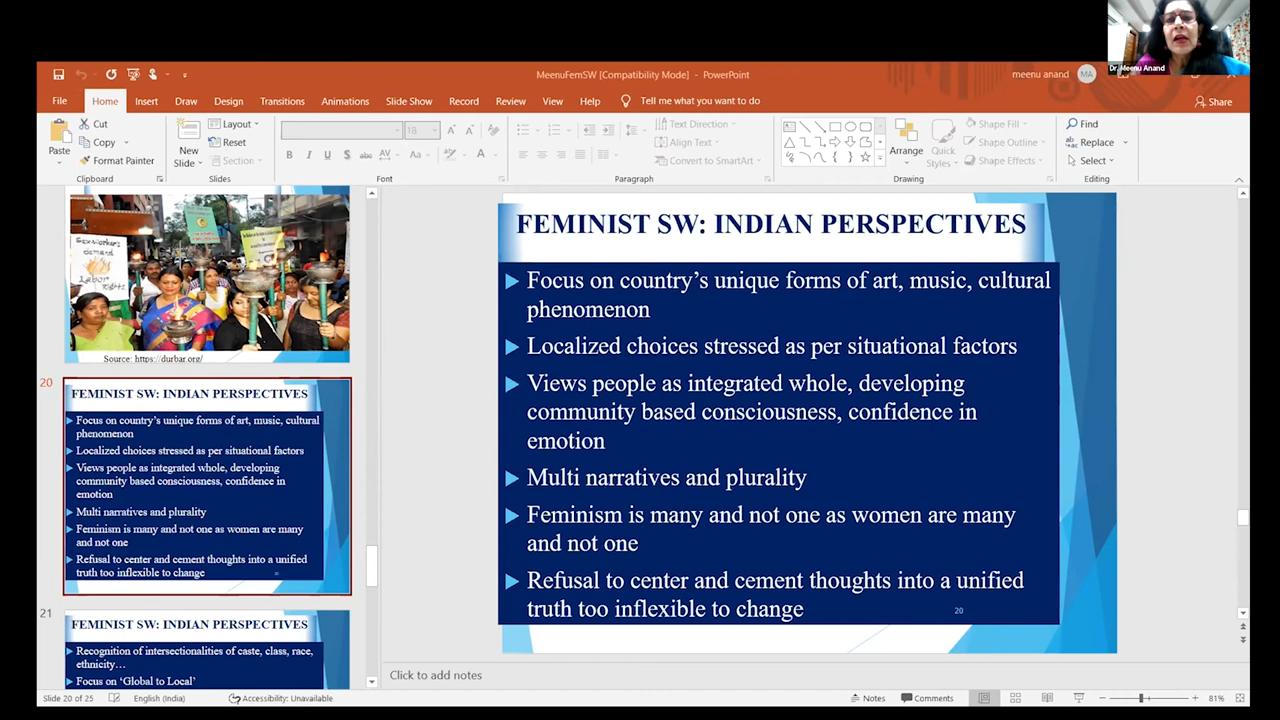 Dr. Meenu Anand
MeenuFemSW [Compatibility Mode] - PowerPoint
meenu anand
MA
File
Home
Insert
Draw
Design
Transitions
Animations
Slide Show
Record
Review
View
Help
Tell me what you want to do
Share
Paste
Cut
Copy
Format Painter
Clipboard
New
Slide
Layout
Reset
Section
Slides
18
B I U S abc AV Aa A
Font
Text Direction
Align Text
Convert to SmartArt
Paragraph
Arrange
Quick
Styles
Shape Fill
Shape Outline
Shape Effects
Drawing
Find
Replace
Select
Editing
Sex workers
demand
Labor
Rights
Source: https://durbar.org/
20
FEMINIST SW: INDIAN PERSPECTIVES
Focus on country's unique forms of art, music, cultural
phenomenon
Localized choices stressed as per situational factors
Views people as integrated whole, developing
community based consciousness, confidence in
emotion
Multi narratives and plurality
Feminism is many and not one as women are many
and not one
Refusal to center and cement thoughts into a unified
truth too inflexible to change
21
FEMINIST SW: INDIAN PERSPECTIVES
Recognition of intersectionalities of caste, class, race,
ethnicity…
Focus on 'Global to Local'
FEMINIST SW: INDIAN PERSPECTIVES
Focus on country's unique forms of art, music, cultural
phenomenon
Localized choices stressed as per situational factors
Views people as integrated whole, developing
community based consciousness, confidence in
emotion
Multi narratives and plurality
Feminism is many and not one as women are many
and not one
Refusal to center and cement thoughts into a unified
truth too inflexible to change
20
Click to add notes
Slide 20 of 25
English (India)
Accessibility: Unavailable
Notes
Comments
81%